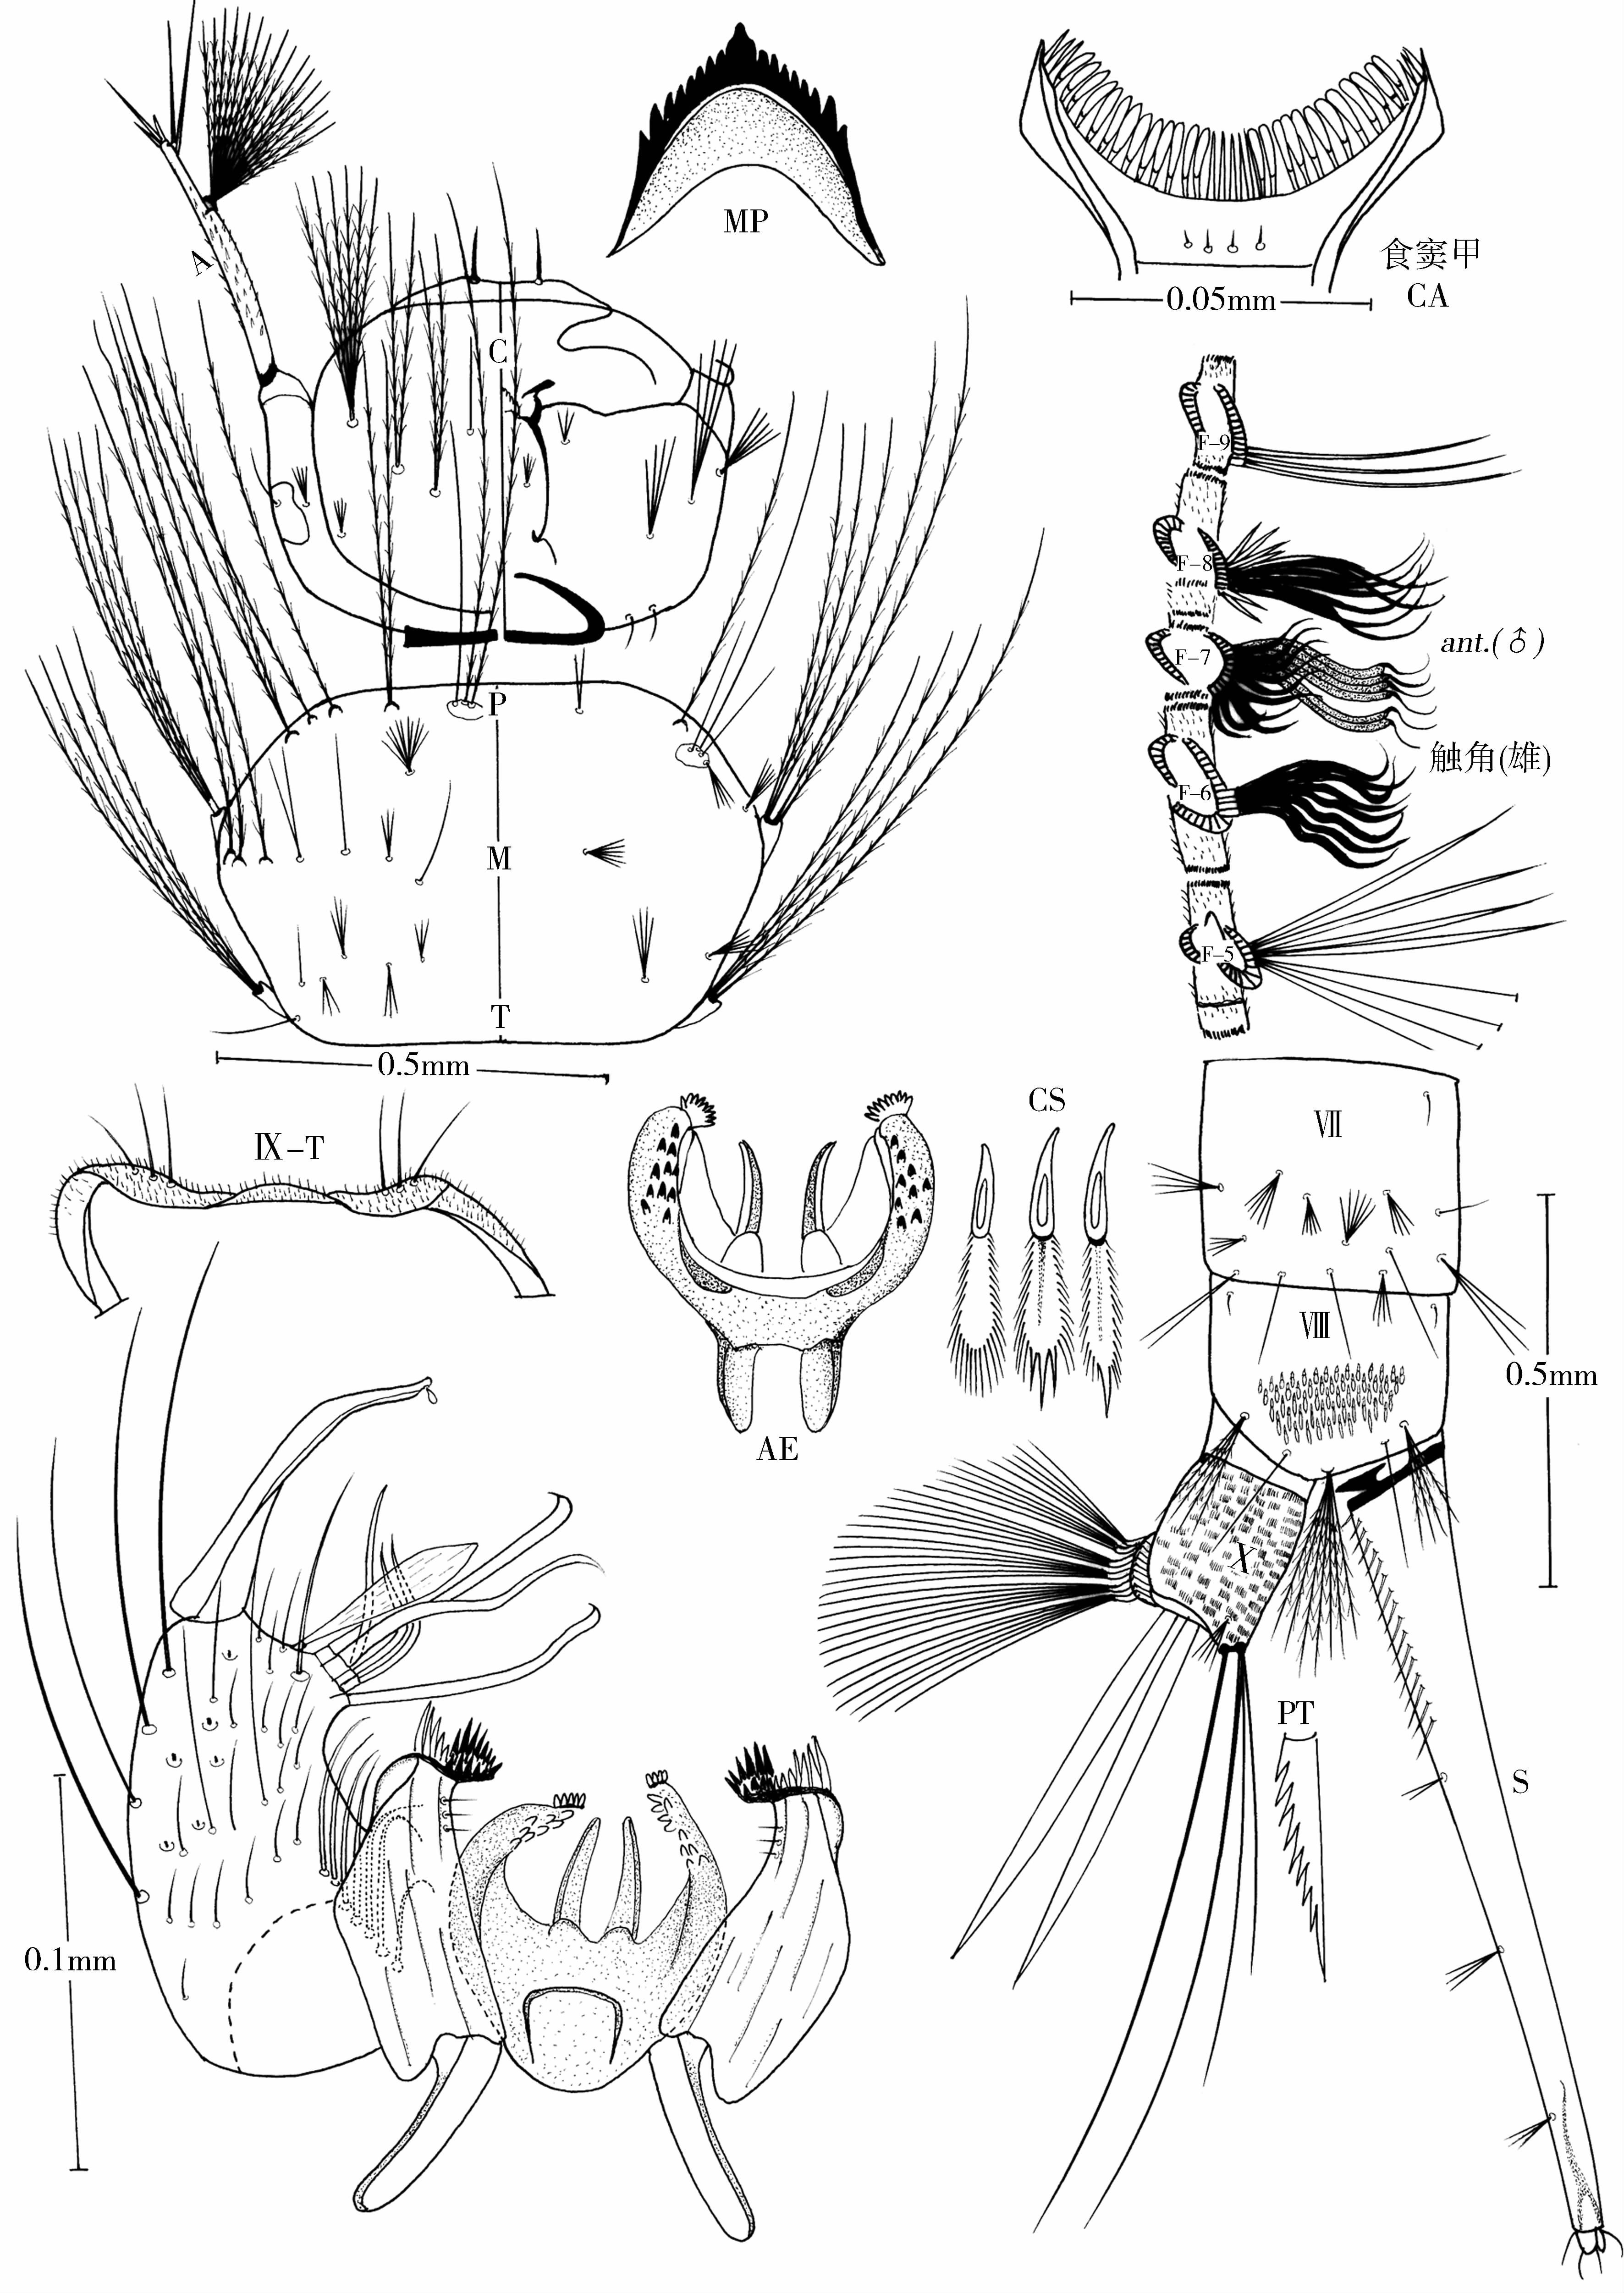 A
MP
食窦甲
CA
0.05mm
C
F-9
F-8
ant.(♂)
F-7
P
触角(雄)
F-6
M
F-5
T
0.5mm
CS
Ⅶ
Ⅸ-T
Ⅷ
0.5mm
AE
X
PT
S
0.1mm